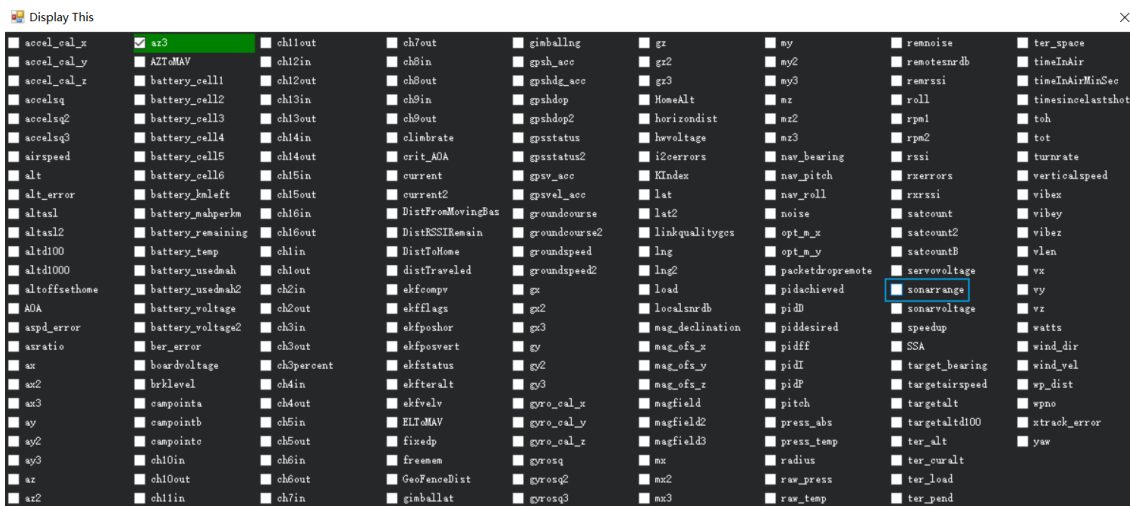 Display This
accel_cal_x az3 ch11out ch7out gimballng gz my remnoise ter_space
accel_cal_y AZToMAV ch12in ch8in gpsh_acc gz2 my2 remotesnrdb timeInAir
accel_cal_z battery_cell1 ch12out ch8out gpshdg_acc gz3 my3 remrssi timeInAirMinSec
accelsq battery_cell2 ch13in ch9in gpshdop HomeAlt mz roll timesincelastshot
accelsq2 battery_cell3 ch13out ch9out gpshdop2 horizondist mz2 rpm1 toh
accelsq3 battery_cell4 ch14in climbrate gpsstatus hwvoltage mz3 rpm2 tot
airspeed battery_cell5 ch14out crit_AOA gpsstatus2 i2cerrors nav_bearing rssi turnrate
alt battery_cell6 ch15in current gpsv_acc KIndex nav_pitch rxerrors verticalspeed
alt_error battery_kmleft ch15out current2 gpsvel_acc lat nav_roll rxrssi vibex
altasl battery_mahperkm ch16in DistFromMovingBas groundcourse lat2 noise satcount vibey
altasl2 battery_remaining ch16out DistRSSIRemain groundcourse2 linkqualitygcs opt_m_x satcount2 vibez
altd100 battery_temp ch1in DistToHome groundspeed lng opt_m_y satcountB vlen
altd1000 battery_usedmah ch1out distTraveled groundspeed2 lng2 packetdropremote servovoltage vx
altoffsethome battery_usedmah2 ch2in ekfcompv gx load pidachieved sonarrange vy
AOA battery_voltage ch2out ekfflags gx2 localsnrdb pidD sonarvoltage vz
aspd_error battery_voltage2 ch3in ekfposhor gx3 mag_declination piddesired speedup watts
asratio ber_error ch3out ekfposvert gy mag_ofs_x pidff SSA wind_dir
ax boardvoltage ch3percent ekfstatus gy2 mag_ofs_y pidI target_bearing wind_vel
ax2 brklevel ch4in ekfteralt gy3 mag_ofs_z pidP targetairspeed wp_dist
ax3 campointa ch4out ekfvelv gyro_cal_x magfield pitch targetalt wpno
ay campointb ch5in ELToMAV gyro_cal_y magfield2 press_abs targetaltd100 xtrack_error
ay2 campointc ch5out fixedp gyro_cal_z magfield3 press_temp ter_alt yaw
ay3 ch10in ch6in freemem gyrosq mx radius ter_curalt
az ch10out ch6out GeoFenceDist gyrosq2 mx2 raw_press ter_load
az2 ch11in ch7in gimballat gyrosq3 mx3 raw_temp ter_pend